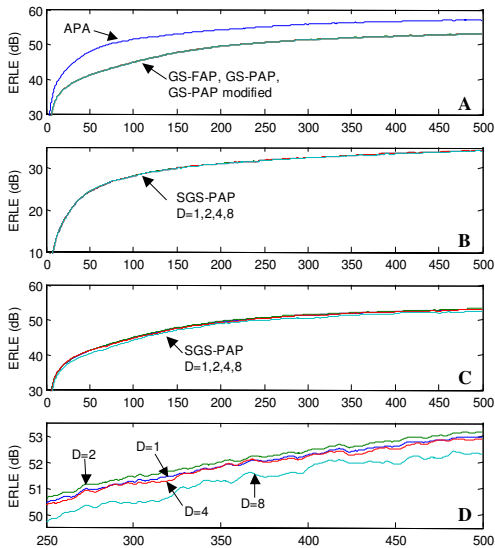 60
50
40
30
ERLE (dB)
APA
GS-FAP, GS-PAP,
GS-PAP modified
A
0 50 100 150 200 250 300 350 400 450 500
30
20
10
ERLE (dB)
SGS-PAP
D=1,2,4,8
B
0 50 100 150 200 250 300 350 400 450 500
60
50
40
30
ERLE (dB)
SGS-PAP
D=1,2,4,8
C
0 50 100 150 200 250 300 350 400 450 500
53
52
51
50
ERLE (dB)
D=2
D=1
D=4
D=8
D
250 300 350 400 450 500